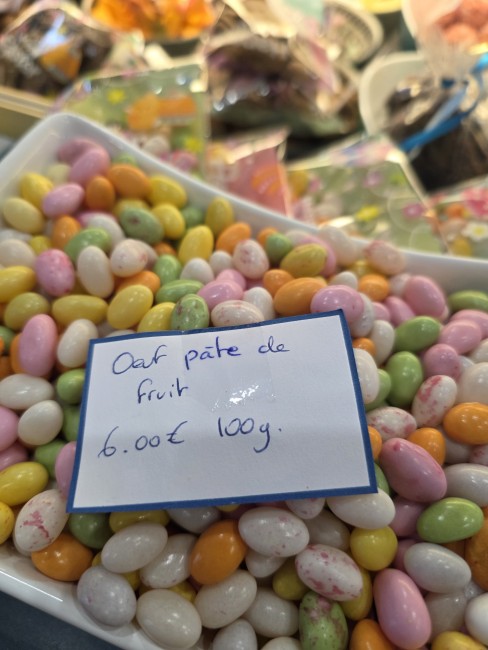 Oeuf pâte de
fruit
6.00€ 100g.